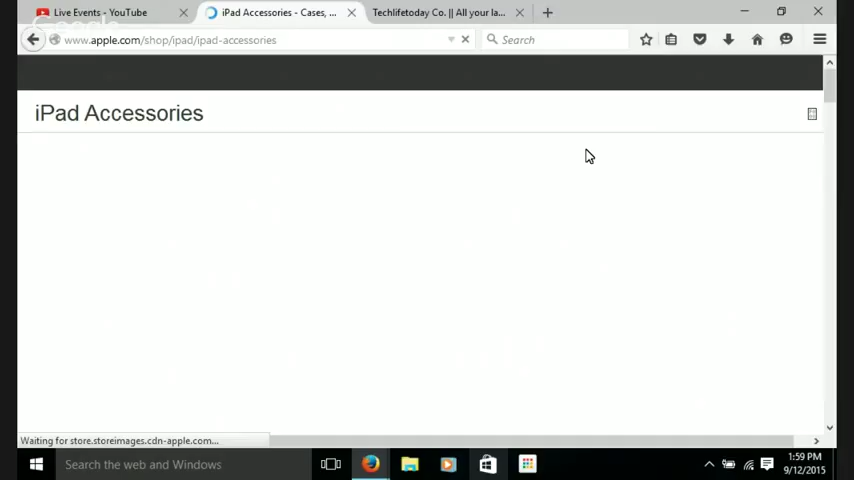 Live Events - YouTube
iPad Accessories - Cases, ...
Techlifetoday Co. || All your la...
Google
www.apple.com/shop/ipad/ipad-accessories
Search
iPad Accessories
Waiting for store.storeimages.cdn-apple.com...
Search the web and Windows
1:59 PM
9/12/2015